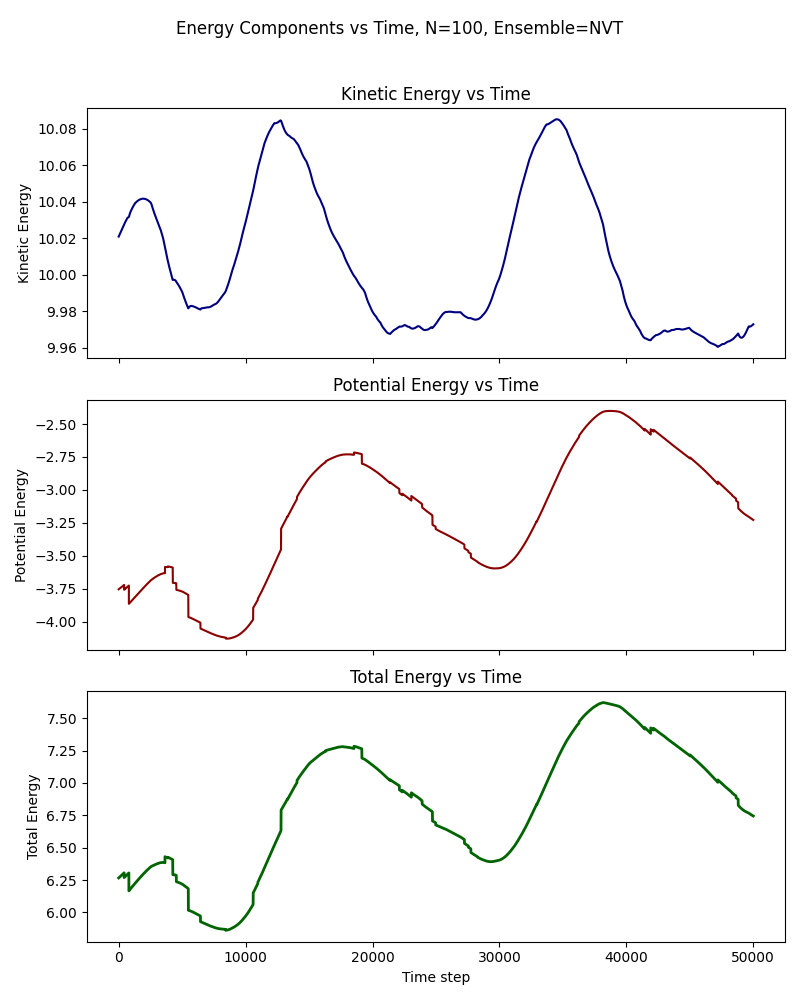 Energy Components vs Time, N=100, Ensemble=NVT
Kinetic Energy vs Time
10.08
10.06
10.04
10.02
10.00
9.98
9.96
Kinetic Energy
Potential Energy vs Time
−2.50
−2.75
−3.00
−3.25
−3.50
−3.75
−4.00
Potential Energy
Total Energy vs Time
7.50
7.25
7.00
6.75
6.50
6.25
6.00
Total Energy
0 10000 20000 30000 40000 50000
Time step